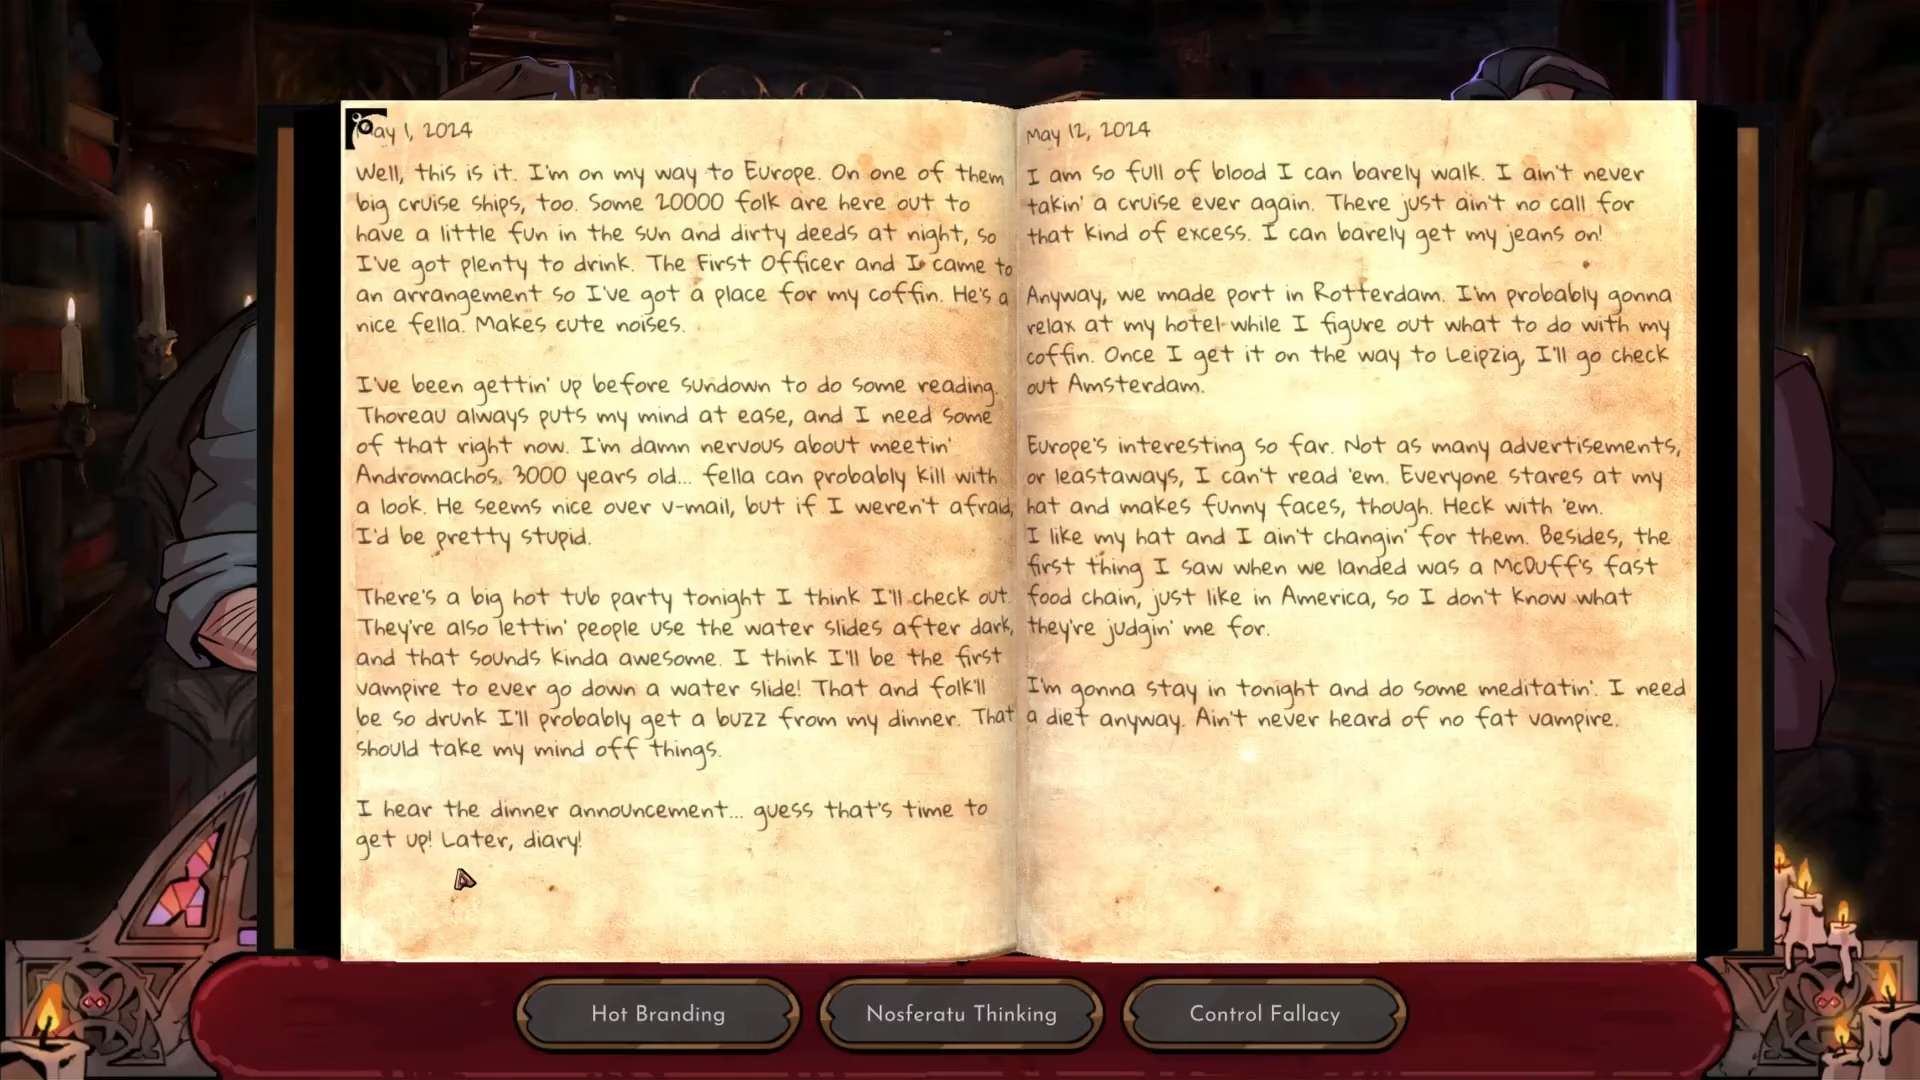 May 1, 2024
Well, this is it. I'm on my way to Europe. On one of them
big cruise ships, too. Some 20000 folk are here out to
have a little fun in the sun and dirty deeds at night, so
I've got plenty to drink. The First Officer and I came to
an arrangement so I've got a place for my coffin. He's a
nice fella. Makes cute noises.
I've been gettin' up before sundown to do some reading.
Thoreau always puts my mind at ease, and I need some
of that right now. I'm damn nervous about meetin'
Andromachos. 3000 years old... fella can probably kill with
a look. He seems nice over v-mail, but if I weren't afraid,
I'd be pretty stupid.
There's a big hot tub party tonight I think I'll check out.
They're also lettin' people use the water slides after dark,
and that sounds kinda awesome. I think I'll be the first
vampire to ever go down a water slide! That and folk'll
be so drunk I'll probably get a buzz from my dinner. That
should take my mind off things.
I hear the dinner announcement... guess that's time to
get up! Later, diary!
May 12, 2024
I am so full of blood I can barely walk. I ain't never
takin' a cruise ever again. There just ain't no call for
that kind of excess. I can barely get my jeans on!
Anyway, we made port in Rotterdam. I'm probably gonna
relax at my hotel while I figure out what to do with my
coffin. Once I get it on the way to Leipzig, I'll go check
out Amsterdam.
Europe's interesting so far. Not as many advertisements,
or leastaways, I can't read 'em. Everyone stares at my
hat and makes funny faces, though. Heck with 'em.
I like my hat and I ain't changin' for them. Besides, the
first thing I saw when we landed was a McDuff's fast
food chain, just like in America, so I don't know what
they're judgin' me for.
I'm gonna stay in tonight and do some meditatin'. I need
a diet anyway. Ain't never heard of no fat vampire.
Hot Branding
Nosferatu Thinking
Control Fallacy